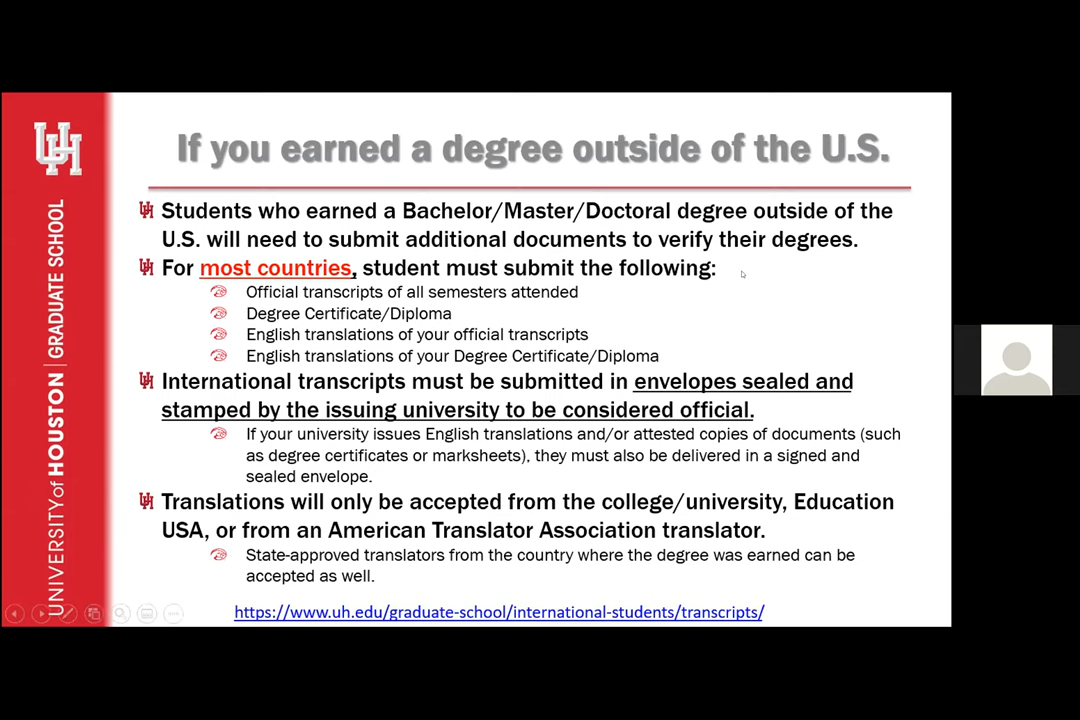 If you earned a degree outside of the U.S.
Students who earned a Bachelor/Master/Doctoral degree outside of the
U.S. will need to submit additional documents to verify their degrees.
For most countries, student must submit the following:
Official transcripts of all semesters attended
Degree Certificate/Diploma
English translations of your official transcripts
English translations of your Degree Certificate/Diploma
International transcripts must be submitted in envelopes sealed and
stamped by the issuing university to be considered official.
If your university issues English translations and/or attested copies of documents (such
as degree certificates or marksheets), they must also be delivered in a signed and
sealed envelope.
Translations will only be accepted from the college/university, Education
USA, or from an American Translator Association translator.
State-approved translators from the country where the degree was earned can be
accepted as well.
https://www.uh.edu/graduate-school/international-students/transcripts/
UH
UNIVERSITY of HOUSTON | GRADUATE SCHOOL